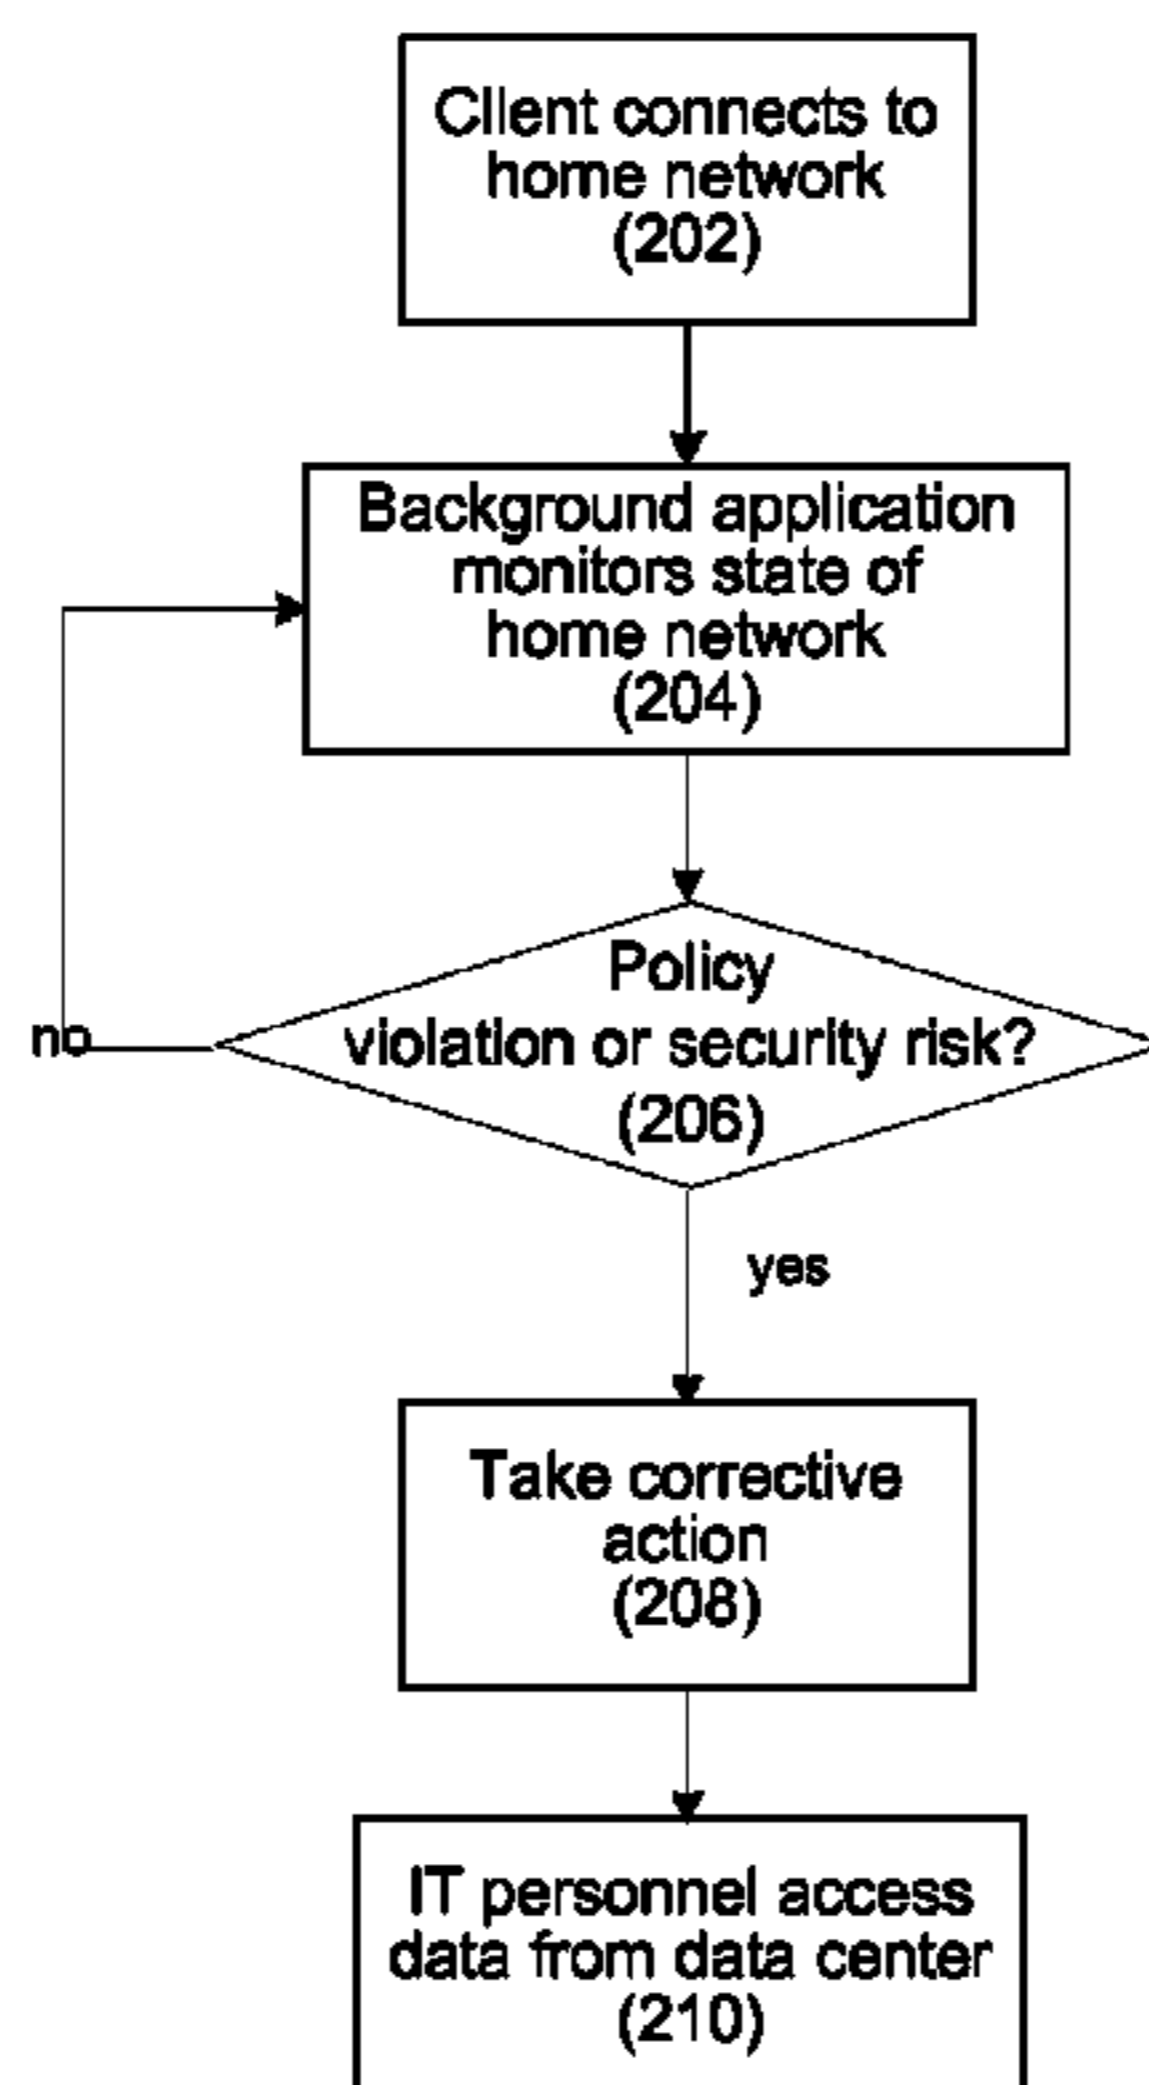 Client connects to
home network
(202)
Background application
monitors state of
home network
(204)
Policy
violation or security risk?
(206)
no
yes
Take corrective
action
(208)
IT personnel access
data from data center
(210)